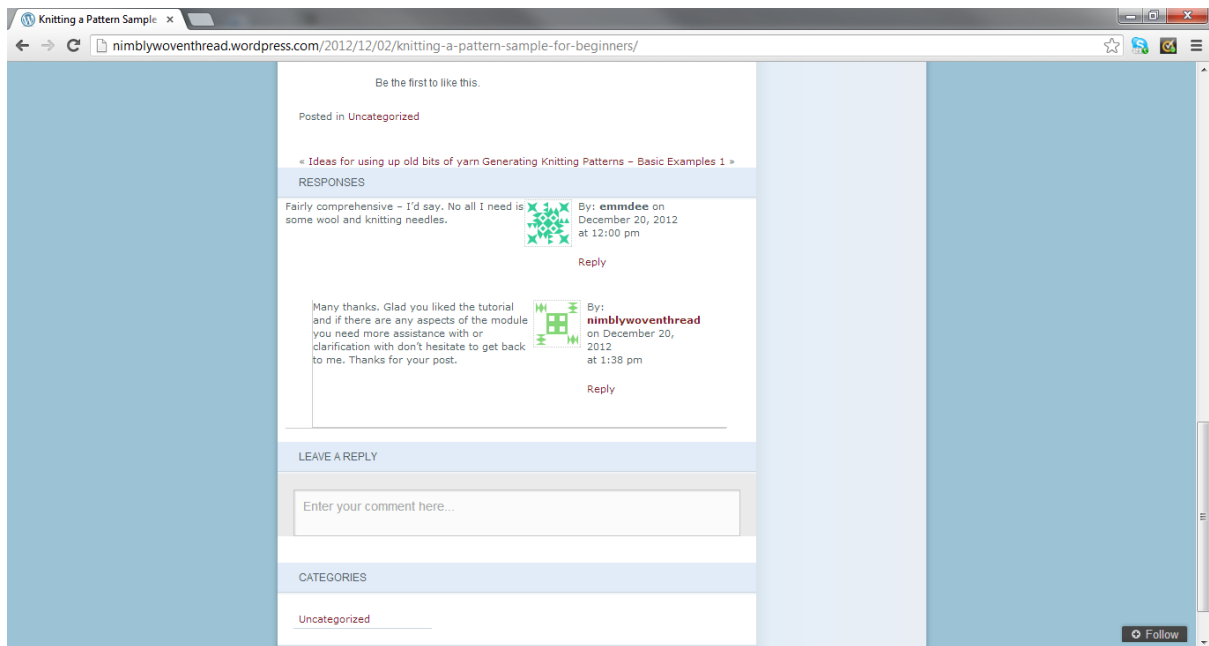 Knitting a Pattern Sample
nimblywoventhread.wordpress.com/2012/12/02/knitting-a-pattern-sample-for-beginners/
Be the first to like this.
Posted in Uncategorized
« Ideas for using up old bits of yarn Generating Knitting Patterns – Basic Examples 1 »
RESPONSES
Fairly comprehensive – I'd say. No all I need is
some wool and knitting needles.
By: emmdee on
December 20, 2012
at 12:00 pm
Reply
Many thanks. Glad you liked the tutorial
and if there are any aspects of the module
you need more assistance with or
clarification with don't hesitate to get back
to me. Thanks for your post.
By:
nimblywoventhread
on December 20,
2012
at 1:38 pm
Reply
LEAVE A REPLY
Enter your comment here...
CATEGORIES
Uncategorized
Follow